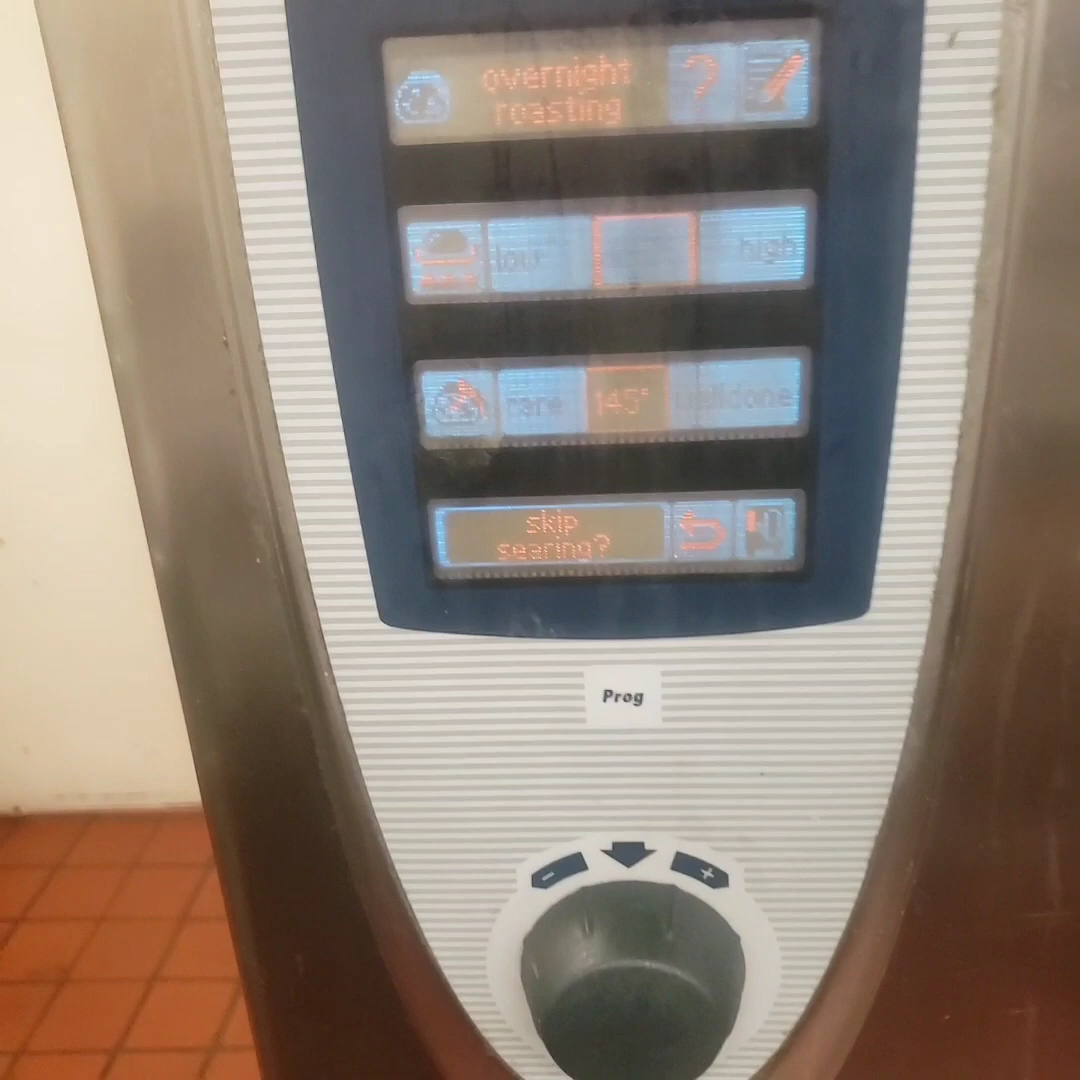 overnight
roasting
?
low
high
rare
145°
welldone
skip
searing?
Prog
-
+